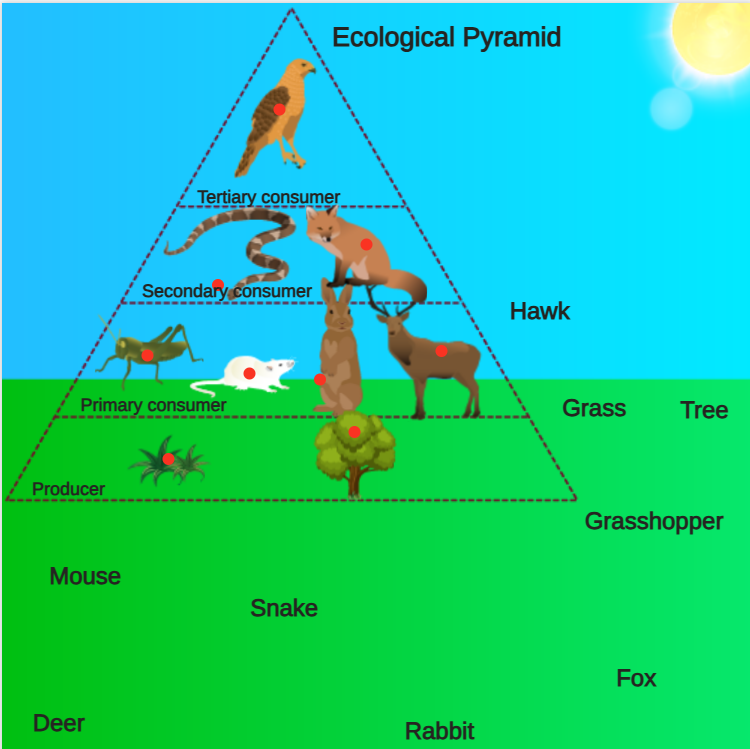 Ecological Pyramid
Tertiary consumer
Secondary consumer
Hawk
Primary consumer
Grass
Tree
Producer
Grasshopper
Mouse
Snake
Fox
Deer
Rabbit